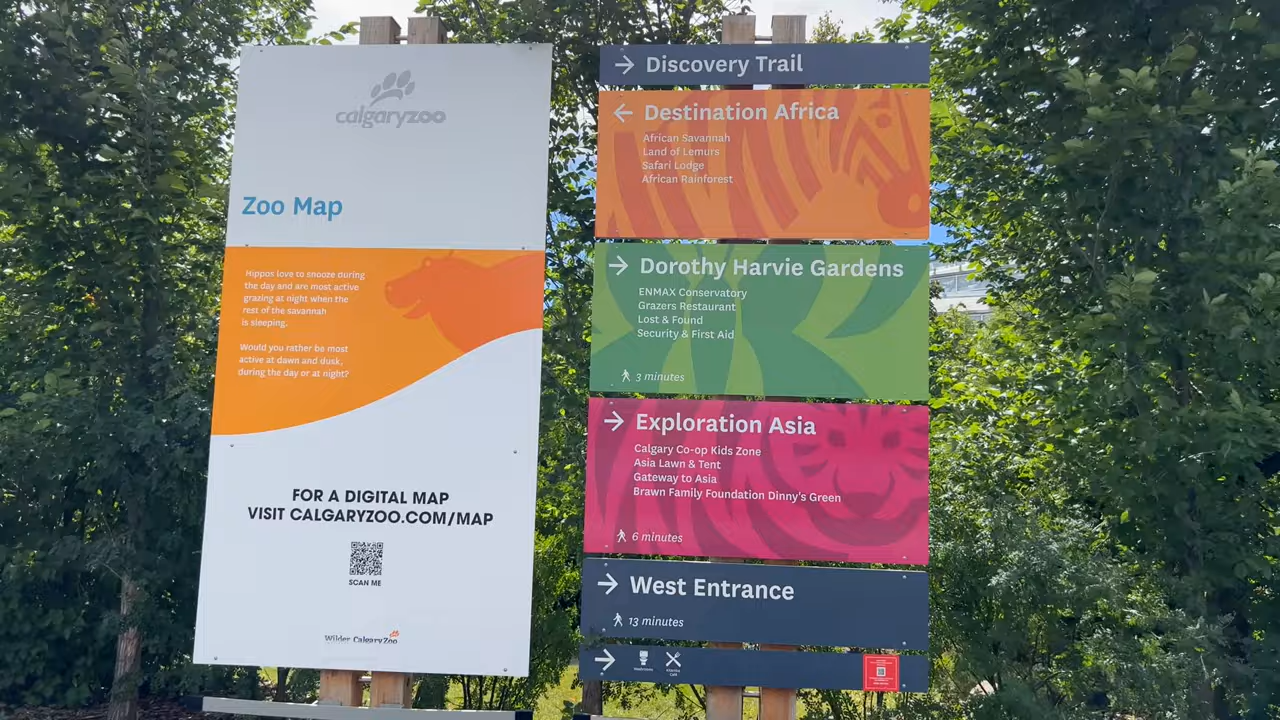 calgaryzoo
Zoo Map
Hippos love to snooze during
the day and are most active
grazing at night when the
rest of the savannah
is sleeping.
Would you rather be most
active at dawn and dusk,
during the day or at night?
FOR A DIGITAL MAP
VISIT CALGARYZOO.COM/MAP
SCAN ME
Wilder CalgaryZoo
→ Discovery Trail
← Destination Africa
African Savannah
Land of Lemurs
Safari Lodge
African Rainforest
→ Dorothy Harvie Gardens
ENMAX Conservatory
Grazers Restaurant
Lost & Found
Security & First Aid
3 minutes
→ Exploration Asia
Calgary Co-op Kids Zone
Asia Lawn & Tent
Gateway to Asia
Brawn Family Foundation Dinny's Green
6 minutes
→ West Entrance
13 minutes
→
Washrooms
Café